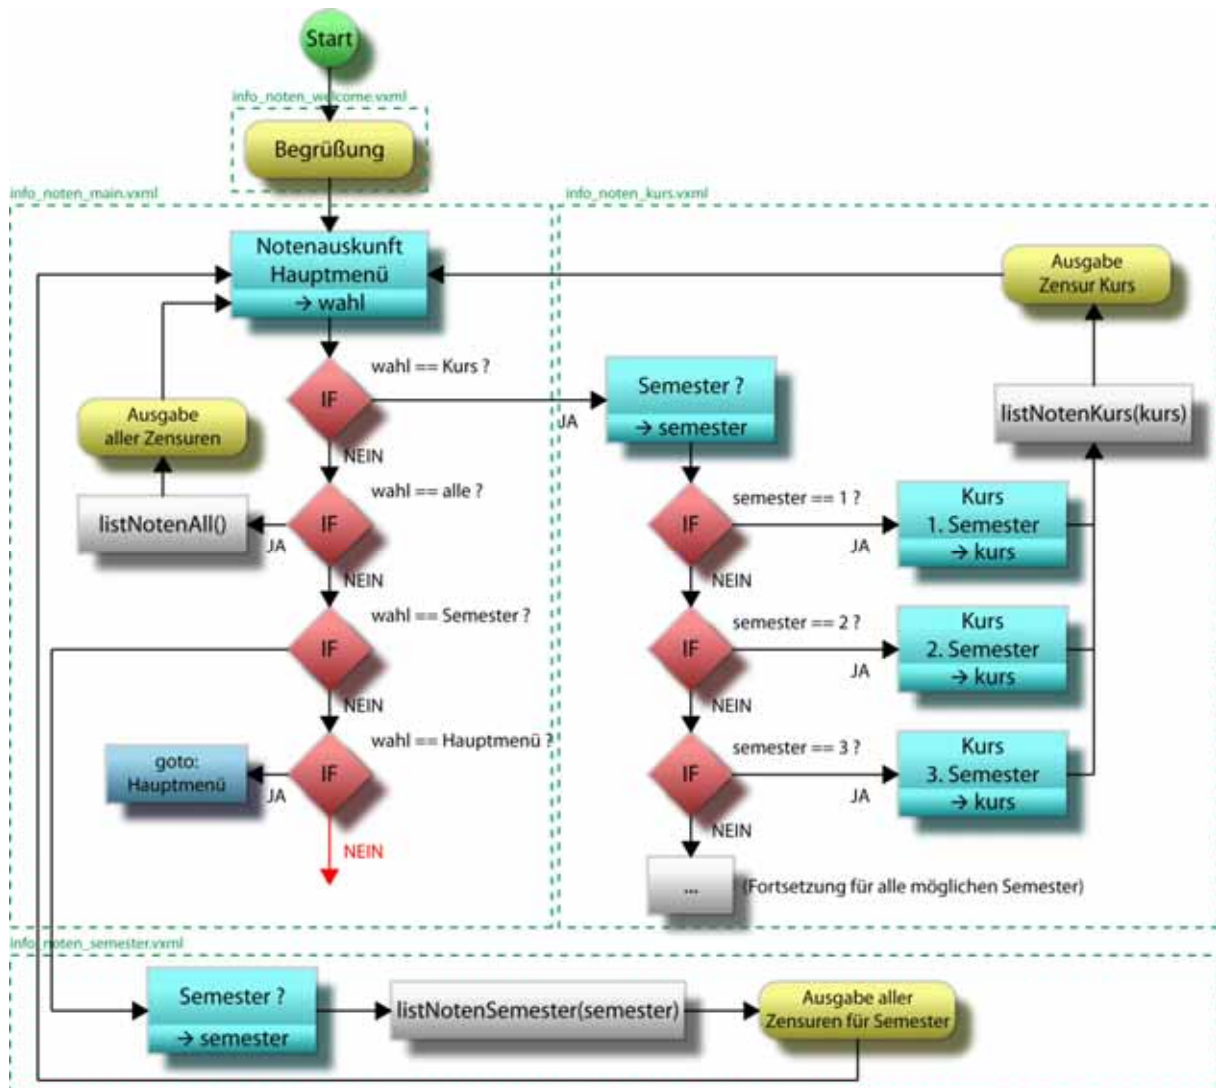 Start
info_noten_welcome.vxml
Begrüßung
info_noten_main.vxml
Notenauskunft
Hauptmenü
→ wahl
wahl == Kurs ?
IF
JA
NEIN
Ausgabe
aller Zensuren
wahl == alle ?
listNotenAll()
IF
JA
NEIN
wahl == Semester ?
IF
NEIN
wahl == Hauptmenü ?
goto:
Hauptmenü
IF
JA
NEIN
info_noten_kurs.vxml
Ausgabe
Zensur Kurs
Semester ?
→ semester
listNotenKurs(kurs)
semester == 1 ?
IF
JA
NEIN
Kurs
1. Semester
→ kurs
semester == 2 ?
IF
JA
NEIN
Kurs
2. Semester
→ kurs
semester == 3 ?
IF
JA
NEIN
Kurs
3. Semester
→ kurs
...
(Fortsetzung für alle möglichen Semester)
info_noten_semester.vxml
Semester ?
→ semester
listNotenSemester(semester)
Ausgabe aller
Zensuren für Semester